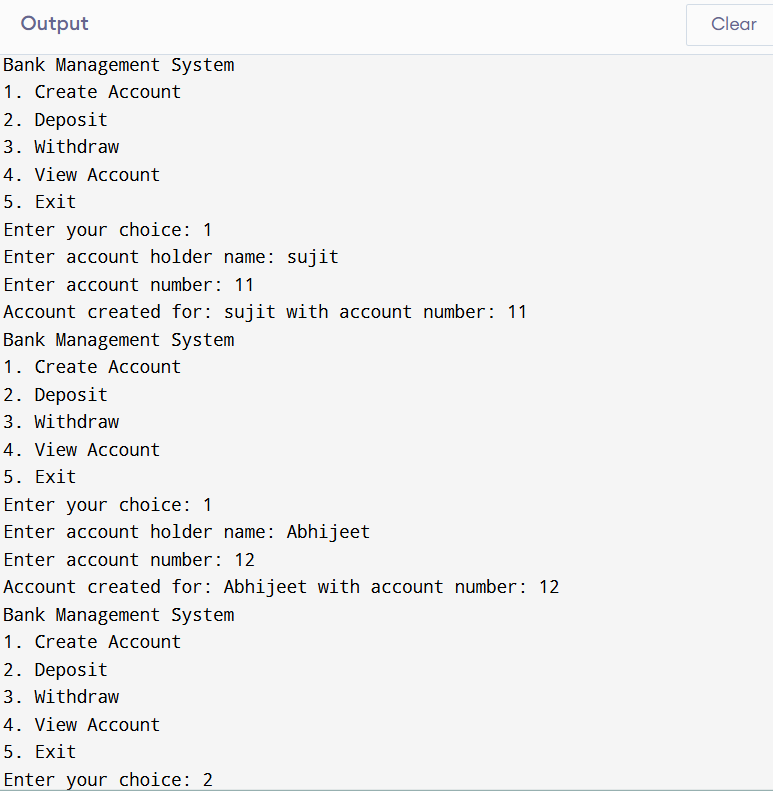 Output
Clear
Bank Management System
1. Create Account
2. Deposit
3. Withdraw
4. View Account
5. Exit
Enter your choice: 1
Enter account holder name: sujit
Enter account number: 11
Account created for: sujit with account number: 11
Bank Management System
1. Create Account
2. Deposit
3. Withdraw
4. View Account
5. Exit
Enter your choice: 1
Enter account holder name: Abhijeet
Enter account number: 12
Account created for: Abhijeet with account number: 12
Bank Management System
1. Create Account
2. Deposit
3. Withdraw
4. View Account
5. Exit
Enter your choice: 2